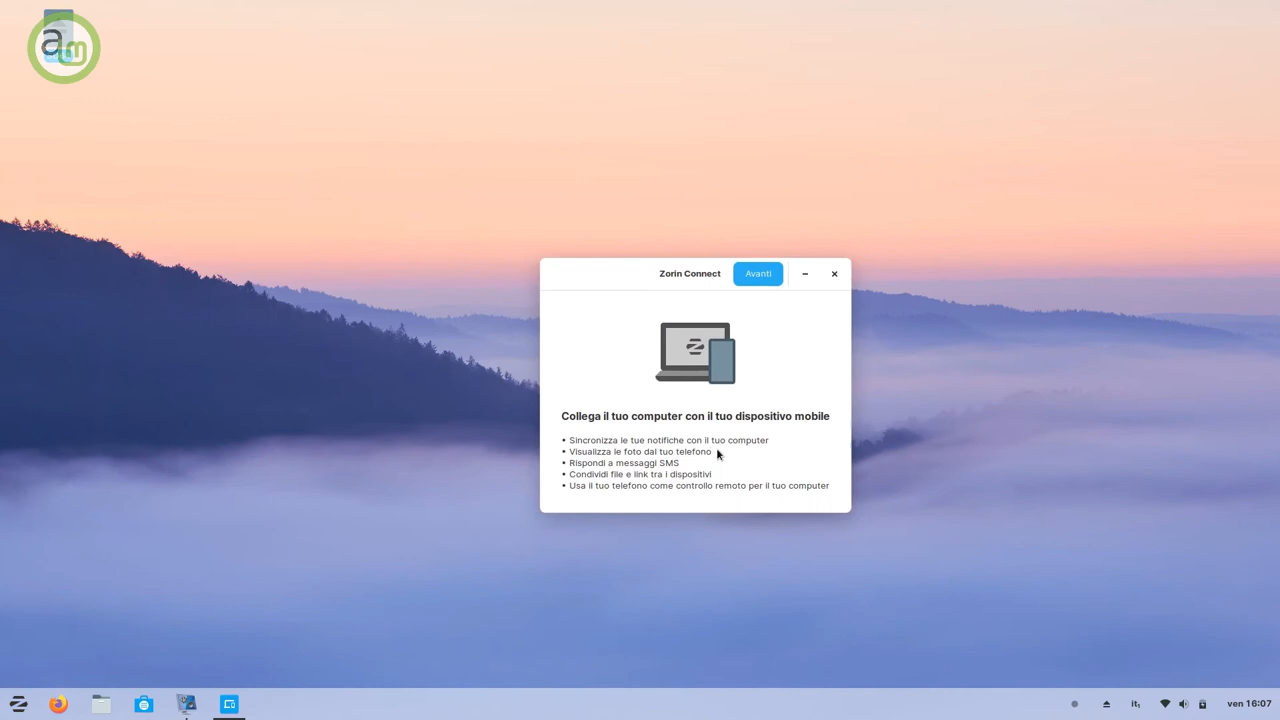 am
Zorin Connect
Avanti
Collega il tuo computer con il tuo dispositivo mobile
• Sincronizza le tue notifiche con il tuo computer
• Visualizza le foto dal tuo telefono
• Rispondi a messaggi SMS
• Condividi file e link tra i dispositivi
• Usa il tuo telefono come controllo remoto per il tuo computer
it₁
ven 16:07